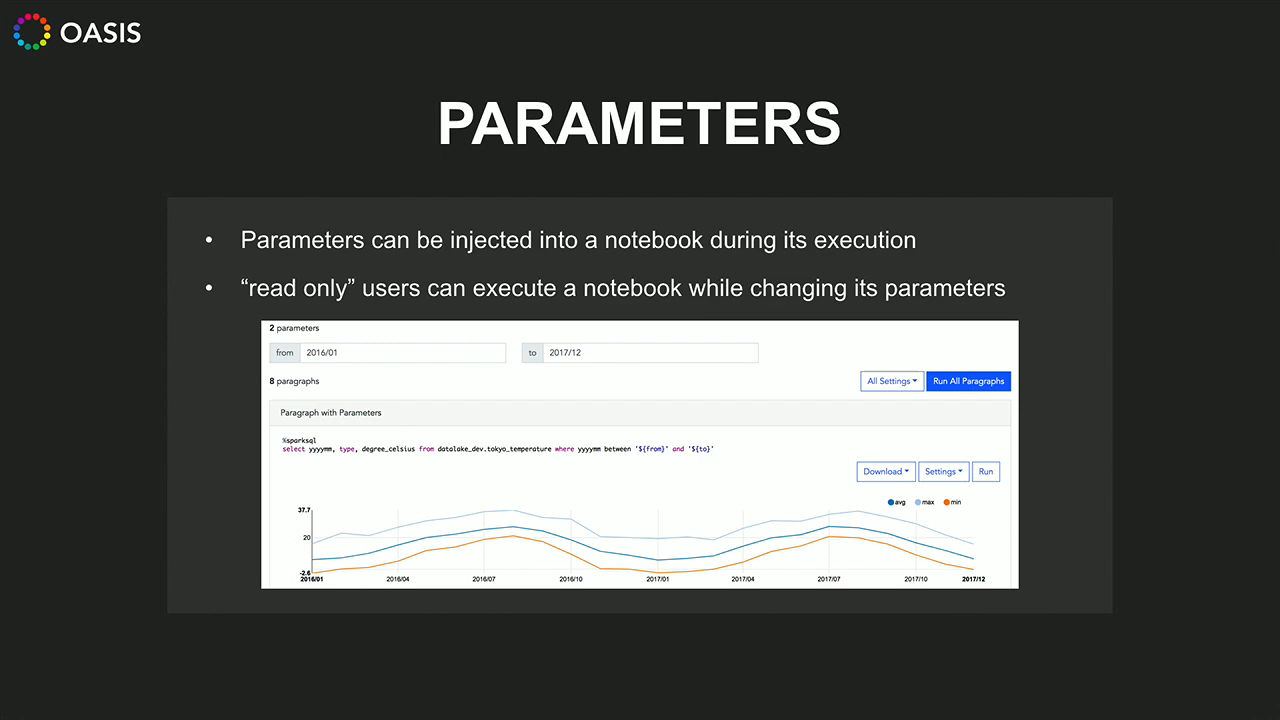 OASIS
PARAMETERS
• Parameters can be injected into a notebook during its execution
• “read only” users can execute a notebook while changing its parameters
2 parameters
from 2016/01 to 2017/12
8 paragraphs All Settings Run All Paragraphs
Paragraph with Parameters
%sparksql
select yyyymm, type, degree_celsius from datalake_dev.tokyo_temperature where yyyymm between '${from}' and '${to}'
Download Settings Run
avg max min
37.7
20
-2.6
2016/01 2016/04 2016/07 2016/10 2017/01 2017/04 2017/07 2017/10 2017/12